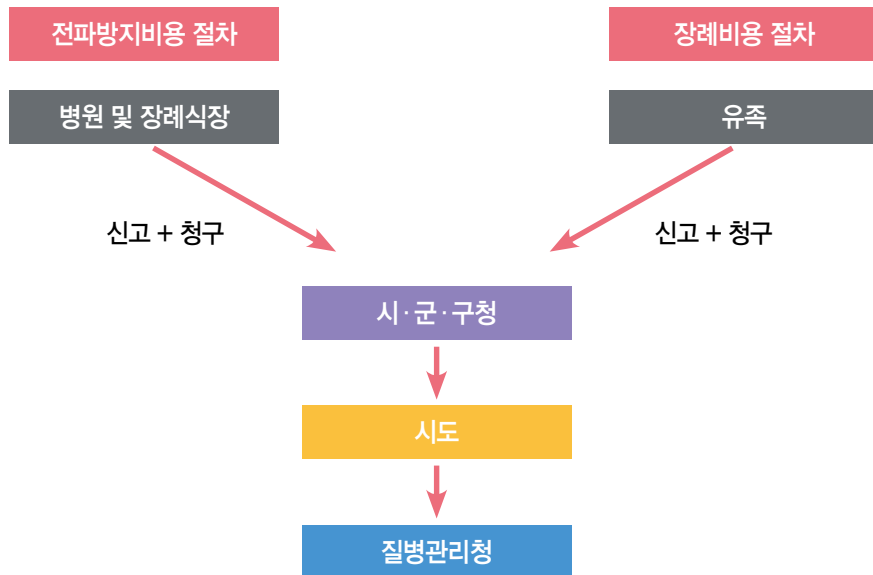 전파방지비용 절차
장례비용 절차
병원 및 장례식장
유족
신고 + 청구
신고 + 청구
시·군·구청
시도
질병관리청